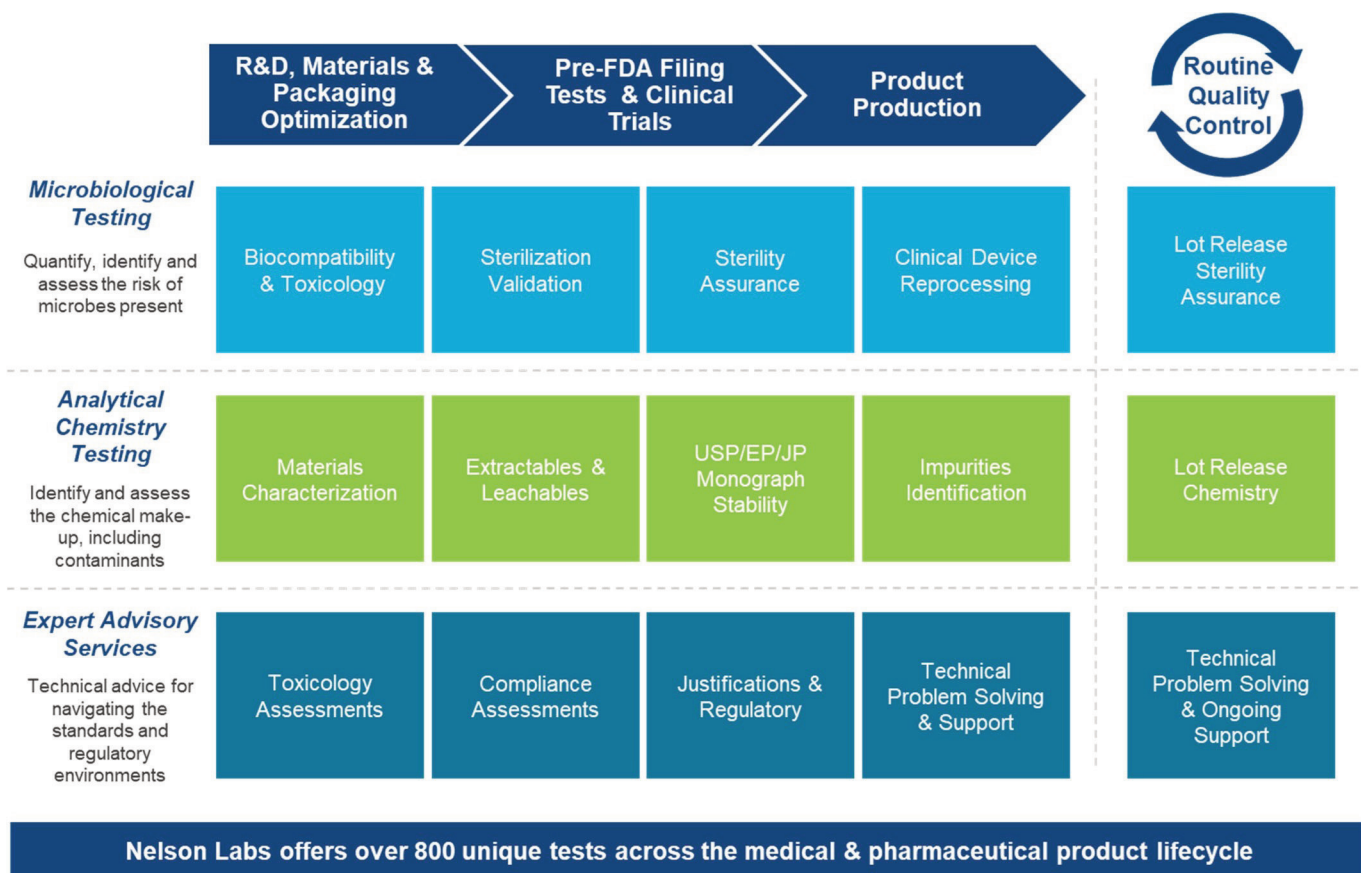 R&D, Materials &
Packaging
Optimization
Pre-FDA Filing
Tests & Clinical
Trials
Product
Production
Routine
Quality
Control
Microbiological
Testing
Quantify, identify and
assess the risk of
microbes present
Biocompatibility
& Toxicology
Sterilization
Validation
Sterility
Assurance
Clinical Device
Reprocessing
Lot Release
Sterility
Assurance
Analytical
Chemistry
Testing
Identify and assess
the chemical make-
up, including
contaminants
Materials
Characterization
Extractables &
Leachables
USP/EP/JP
Monograph
Stability
Impurities
Identification
Lot Release
Chemistry
Expert Advisory
Services
Technical advice for
navigating the
standards and
regulatory
environments
Toxicology
Assessments
Compliance
Assessments
Justifications &
Regulatory
Technical
Problem Solving
& Support
Technical
Problem Solving
& Ongoing
Support
Nelson Labs offers over 800 unique tests across the medical & pharmaceutical product lifecycle